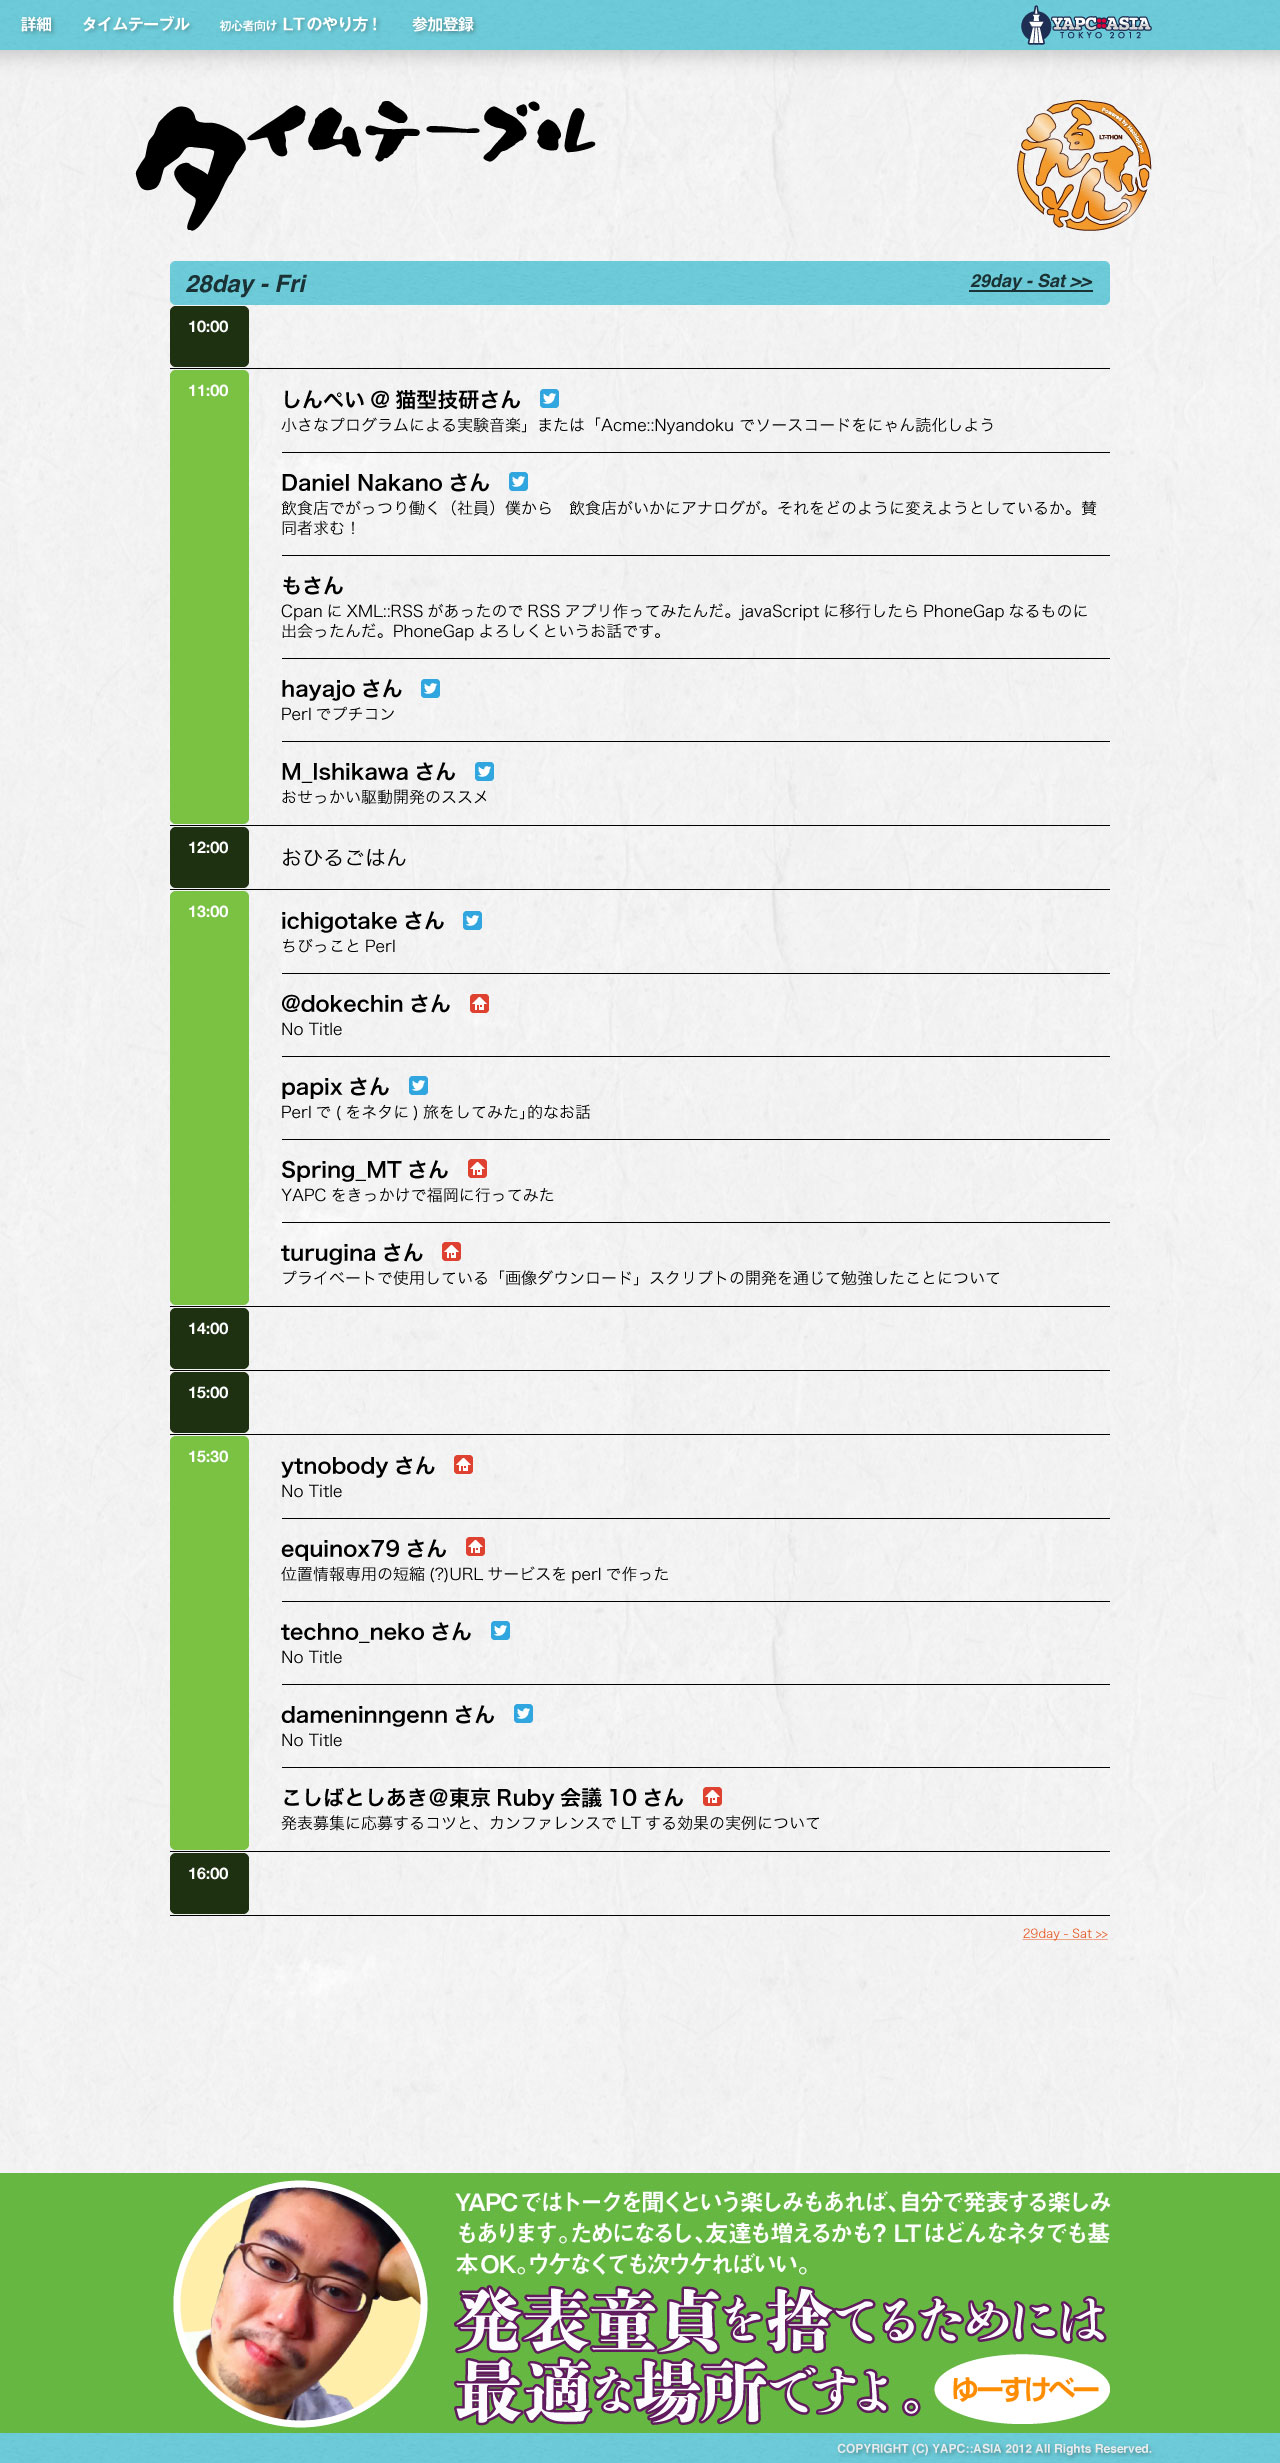 詳細 タイムテーブル 初心者向け LTのやり方! 参加登録
YAPC::ASIA
TOKYO 2012
タイムテーブル
LT-THON
28day - Fri
29day - Sat >>
10:00
11:00
しんぺい @ 猫型技研さん
小さなプログラムによる実験音楽」または「Acme::Nyandoku でソースコードをにゃん読化しよう
Daniel Nakano さん
飲食店でがっつり働く（社員）僕から　飲食店がいかにアナログが。それをどのように変えようとしているか。賛
同者求む！
もさん
Cpan に XML::RSS があったので RSS アプリ作ってみたんだ。javaScript に移行したら PhoneGap なるものに
出会ったんだ。PhoneGap よろしくというお話です。
hayajo さん
Perl でプチコン
M_Ishikawa さん
おせっかい駆動開発のススメ
12:00
おひるごはん
13:00
ichigotake さん
ちびっこと Perl
@dokechin さん
No Title
papix さん
Perl で ( をネタに ) 旅をしてみた」的なお話
Spring_MT さん
YAPC をきっかけで福岡に行ってみた
turugina さん
プライベートで使用している「画像ダウンロード」スクリプトの開発を通じて勉強したことについて
14:00
15:00
15:30
ytnobody さん
No Title
equinox79 さん
位置情報専用の短縮 (?)URL サービスを perl で作った
techno_neko さん
No Title
dameninngenn さん
No Title
こしばとしあき＠東京 Ruby 会議 10 さん
発表募集に応募するコツと、カンファレンスで LT する効果の実例について
16:00
29day - Sat >>
YAPCではトークを聞くという楽しみもあれば、自分で発表する楽しみ
もあります。ためになるし、友達も増えるかも? LTはどんなネタでも基
本OK。ウケなくても次ウケればいい。
発表童貞を捨てるためには
最適な場所ですよ。
ゆーすけべー
COPYRIGHT (C) YAPC::ASIA 2012 All Rights Reserved.